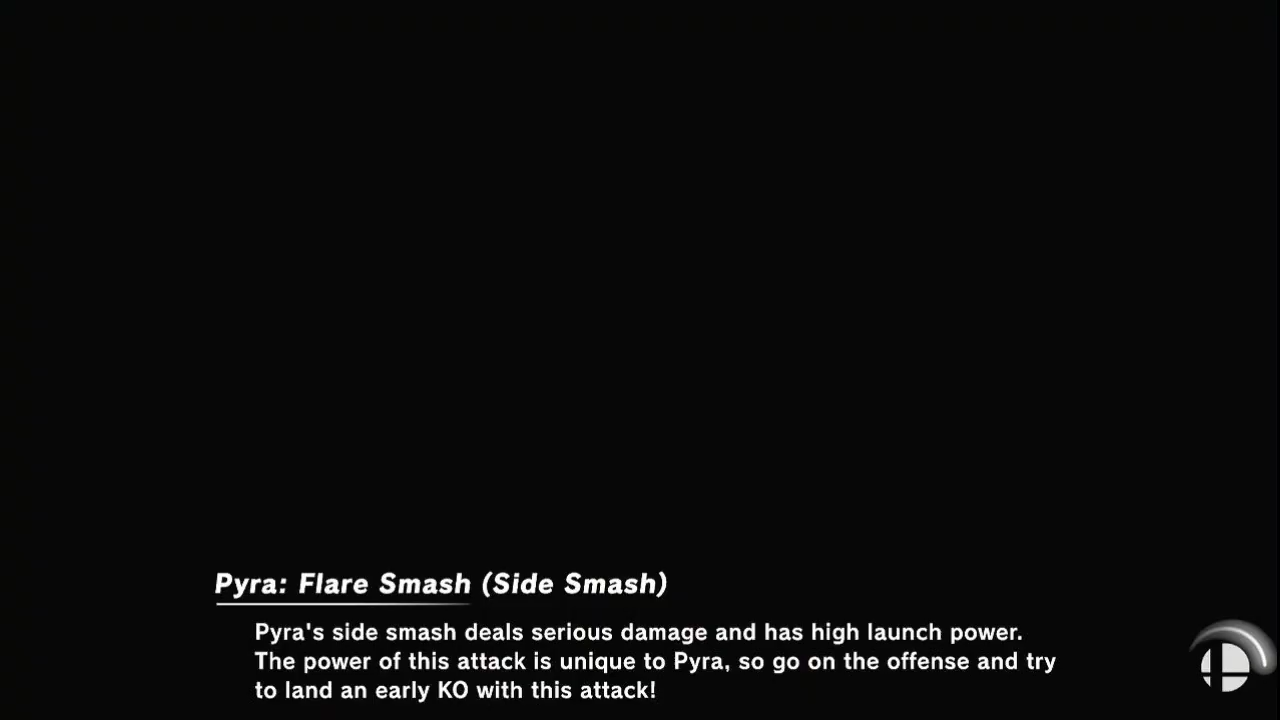 Pyra: Flare Smash (Side Smash)
Pyra's side smash deals serious damage and has high launch power.
The power of this attack is unique to Pyra, so go on the offense and try
to land an early KO with this attack!